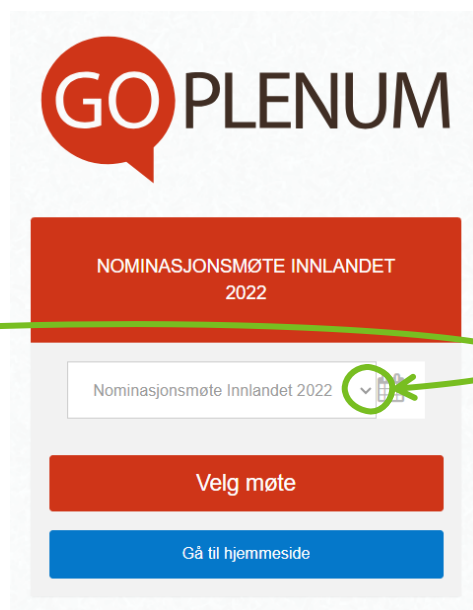 GO PLENUM
NOMINASJONSMØTE INNLANDET
2022
Nominasjonsmøte Innlandet 2022
Velg møte
Gå til hjemmeside